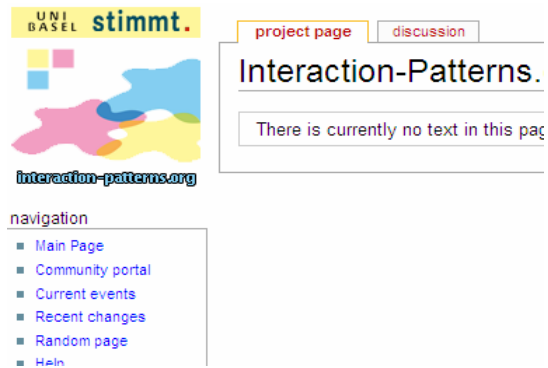 UNI
BASEL stimmt.
project page discussion
Interaction-Patterns.
There is currently no text in this pag
interaction-patterns.org
navigation
Main Page
Community portal
Current events
Recent changes
Random page
Help